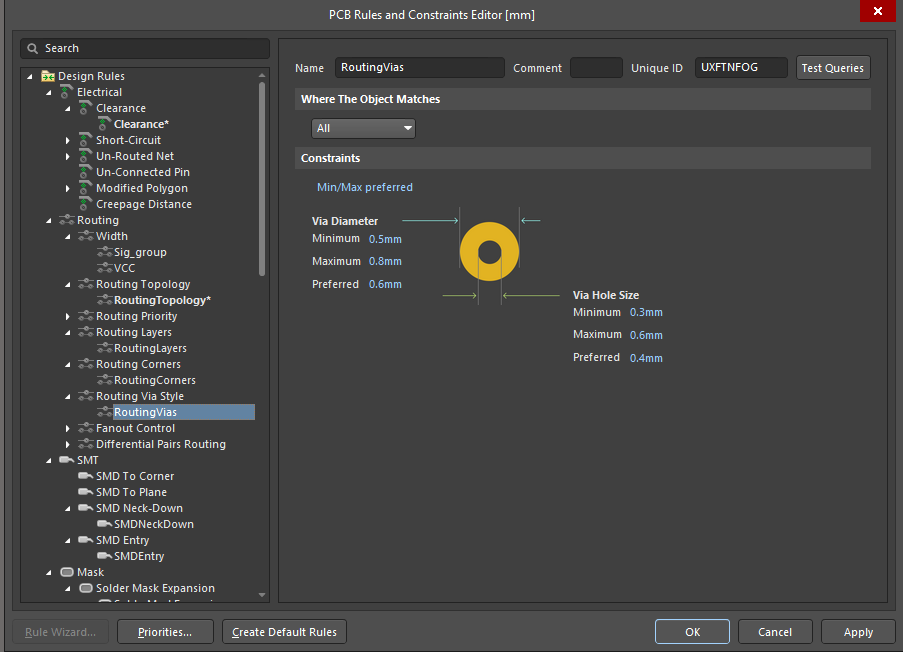 PCB Rules and Constraints Editor [mm]
Search
Design Rules
Electrical
Clearance
Clearance*
Short-Circuit
Un-Routed Net
Un-Connected Pin
Modified Polygon
Creepage Distance
Routing
Width
Sig_group
VCC
Routing Topology
RoutingTopology*
Routing Priority
Routing Layers
RoutingLayers
Routing Corners
RoutingCorners
Routing Via Style
RoutingVias
Fanout Control
Differential Pairs Routing
SMT
SMD To Corner
SMD To Plane
SMD Neck-Down
SMDNeckDown
SMD Entry
SMDEntry
Mask
Solder Mask Expansion
Name RoutingVias Comment Unique ID UXFTNFOG Test Queries
Where The Object Matches
All
Constraints
Min/Max preferred
Via Diameter
Minimum 0.5mm
Maximum 0.8mm
Preferred 0.6mm
Via Hole Size
Minimum 0.3mm
Maximum 0.6mm
Preferred 0.4mm
Rule Wizard... Priorities... Create Default Rules OK Cancel Apply